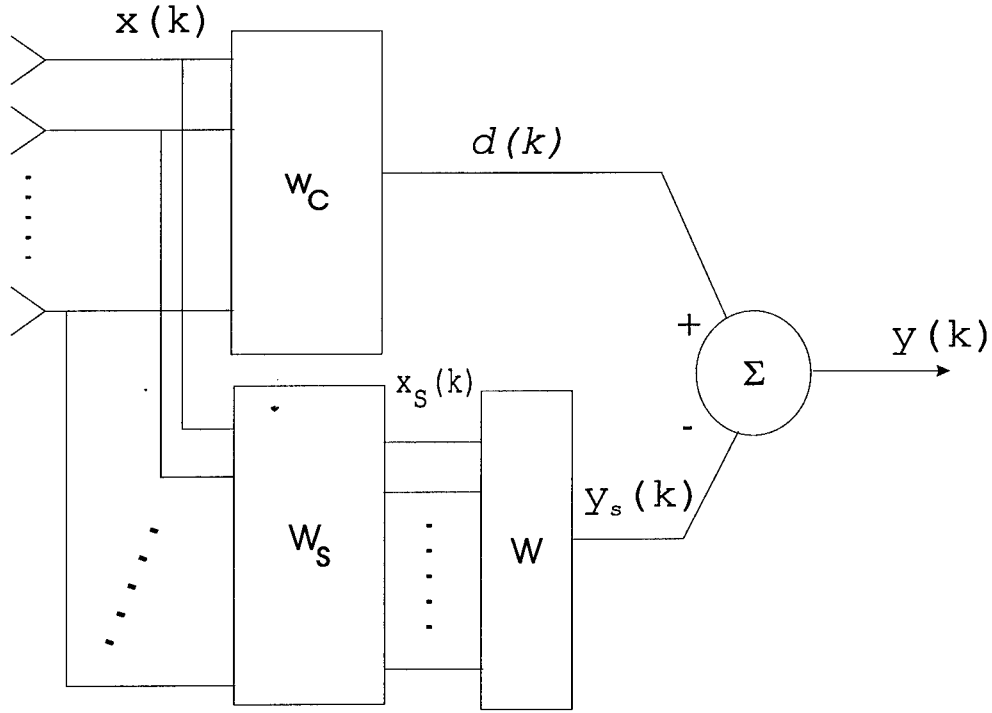 x(k)
w_C
d(k)
+
Σ
y(k)
-
x_S(k)
W_S
W
y_s(k)